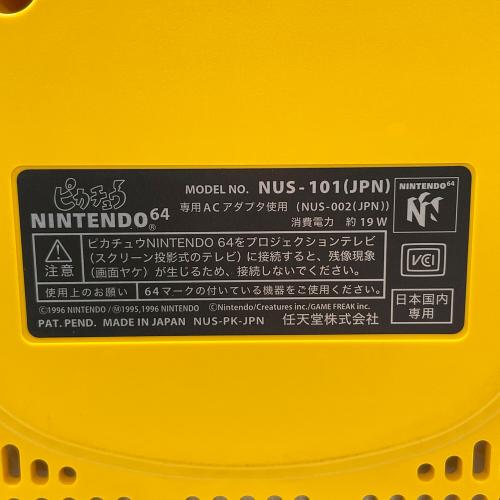 ピカチュウ
NINTENDO64®
MODEL NO. NUS-101(JPN)
専用ACアダプタ使用 (NUS-002(JPN))
消費電力 約19W
NINTENDO64
注意
ピカチュウNINTENDO 64をプロジェクションテレビ
(スクリーン投影式のテレビ)に接続すると、残像現象
(画面ヤケ)が生じるため、接続しないでください。
VCI
使用上のお願い 64マークの付いている機器をご使用ください。
©1996 NINTENDO/Ⓜ1995,1996 NINTENDO ©Nintendo/Creatures inc./GAME FREAK inc.
PAT. PEND. MADE IN JAPAN NUS-PK-JPN 任天堂株式会社
日本国内
専用